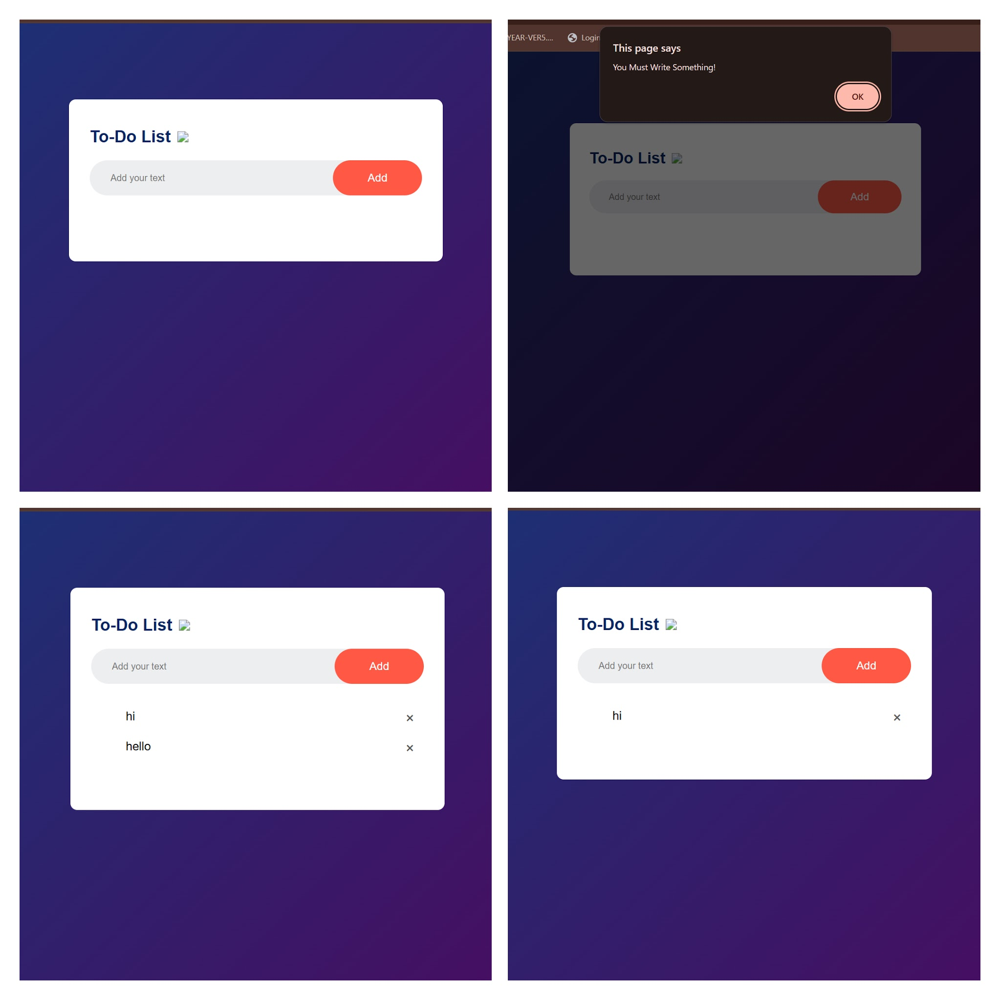 To-Do List
Add your text
Add
YEAR-VER5....
Login
This page says
You Must Write Something!
OK
To-Do List
Add your text
Add
To-Do List
Add your text
Add
hi ×
hello ×
To-Do List
Add your text
Add
hi ×